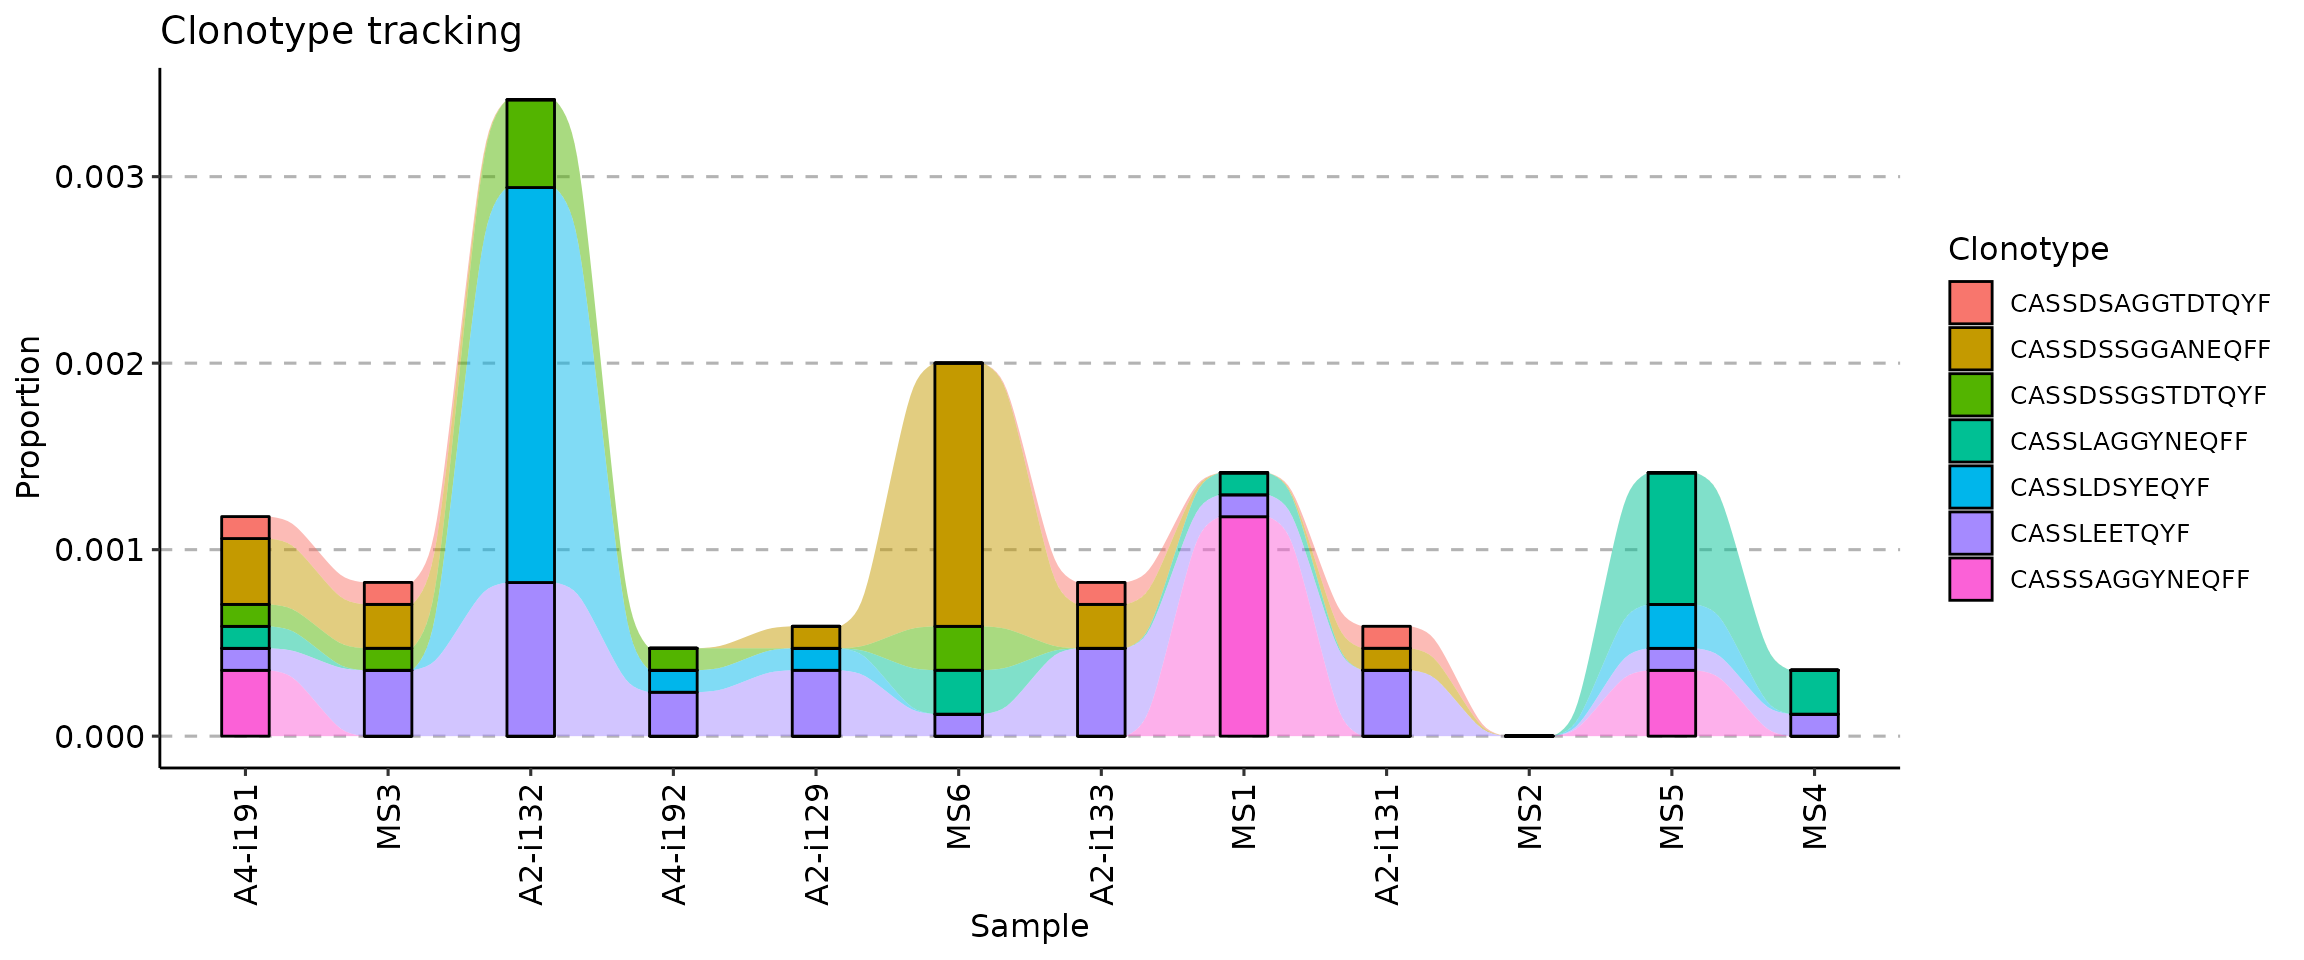 Clonotype tracking
Proportion
0.003
0.002
0.001
0.000
A4-i191
MS3
A2-i132
A4-i192
A2-i129
MS6
A2-i133
MS1
A2-i131
MS2
MS5
MS4
Sample
Clonotype
CASSDSAGGTDTQYF
CASSDSSGGANEQFF
CASSDSSGSTDTQYF
CASSLAGGYNEQFF
CASSLDSYEQYF
CASSLEETQYF
CASSSAGGYNEQFF